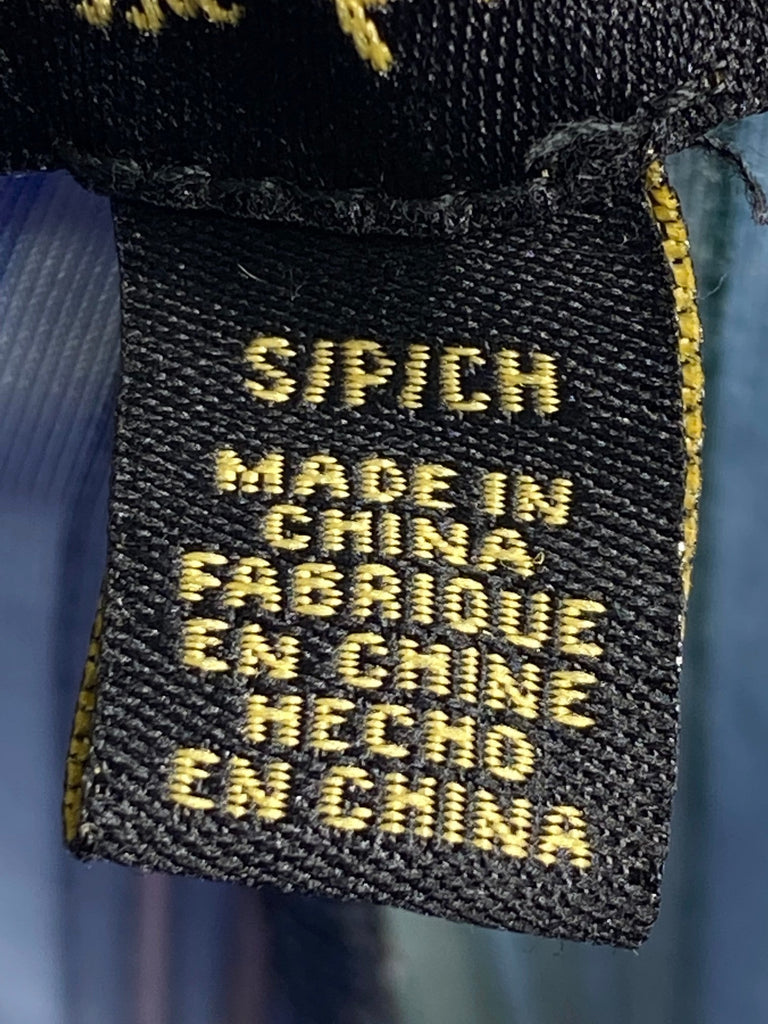 S/P/CH
MADE IN
CHINA
FABRIQUE
EN CHINE
HECHO
EN CHINA